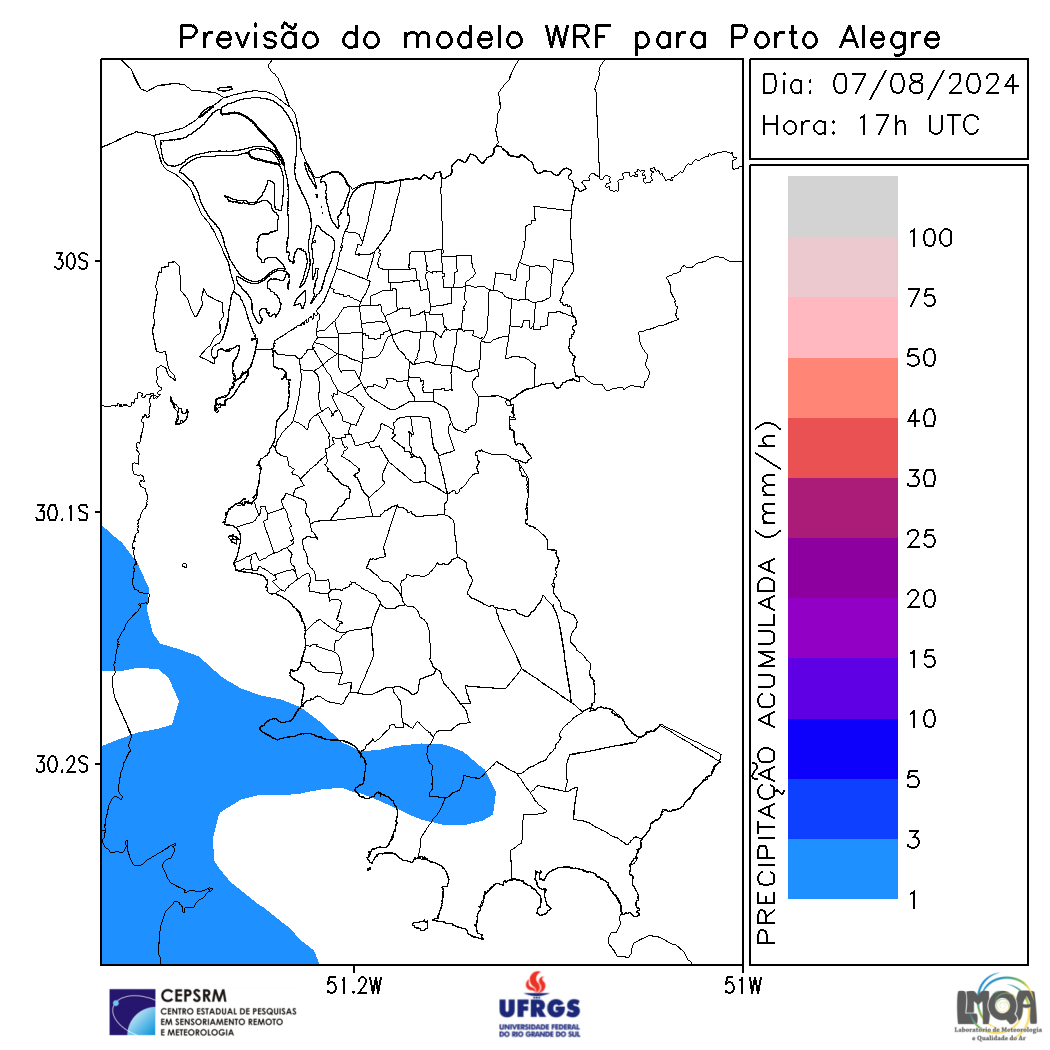 Previsão do modelo WRF para Porto Alegre
Dia: 07/08/2024
Hora: 17h UTC
30S
30.1S
30.2S
51.2W
51W
PRECIPITAÇÃO ACUMULADA (mm/h)
100
75
50
40
30
25
20
15
10
5
3
1
CEPSRM
CENTRO ESTADUAL DE PESQUISAS
EM SENSORIAMENTO REMOTO
E METEOROLOGIA
UFRGS
UNIVERSIDADE FEDERAL
DO RIO GRANDE DO SUL
LMQA
Laboratório de Meteorologia
e Qualidade do Ar